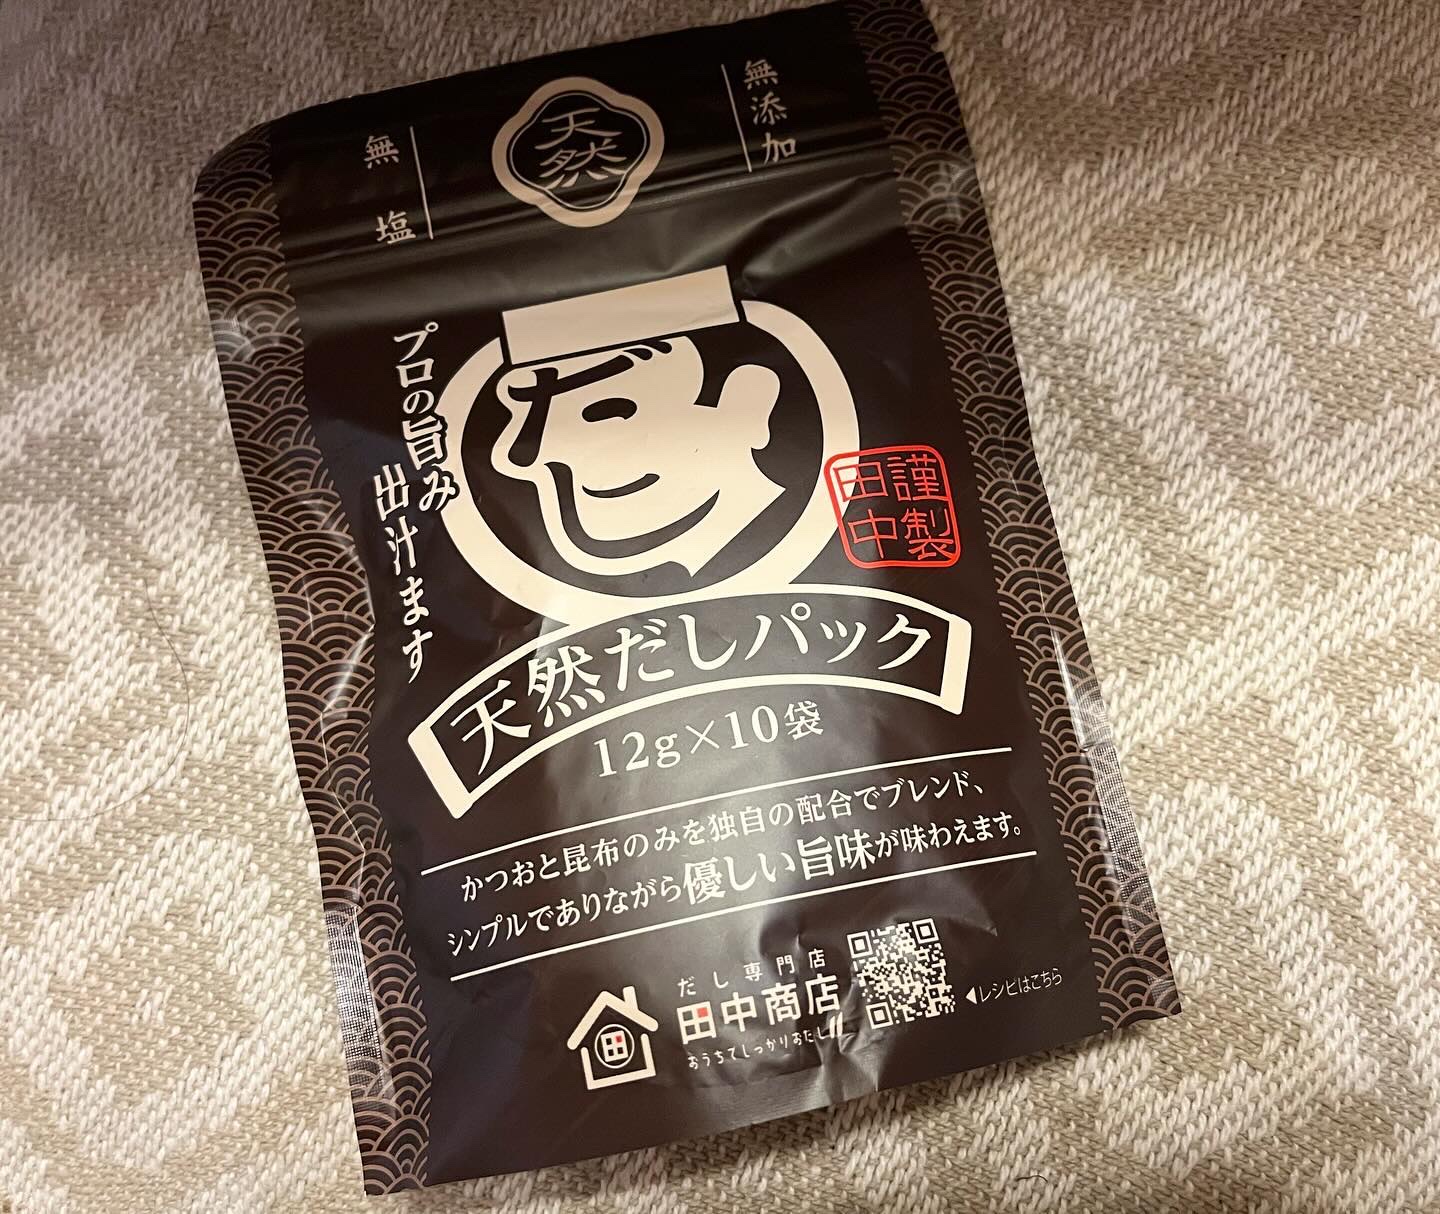 無添加
天然
無塩
プロの旨み
出汁ます
だし
謹製
田中
天然だしパック
12g×10袋
かつおと昆布のみを独自の配合でブレンド、
シンプルでありながら優しい旨味が味わえます。
だし専門店
田中商店
おうちでしっかりおだし
◀レシピはこちら
田